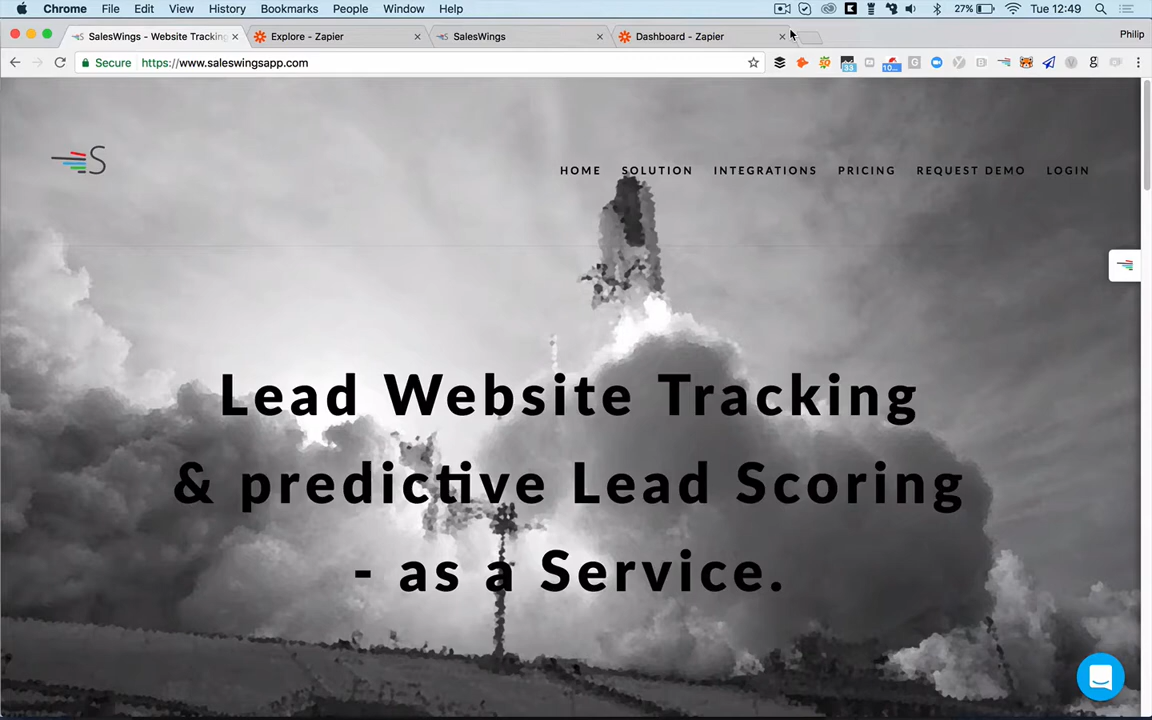 Chrome File Edit View History Bookmarks People Window Help 27% Tue 12:49
SalesWings - Website Tracking Explore - Zapier SalesWings Dashboard - Zapier Philip
Secure https://www.saleswingsapp.com 33 10...
S
HOME SOLUTION INTEGRATIONS PRICING REQUEST DEMO LOGIN
Lead Website Tracking
& predictive Lead Scoring
- as a Service.